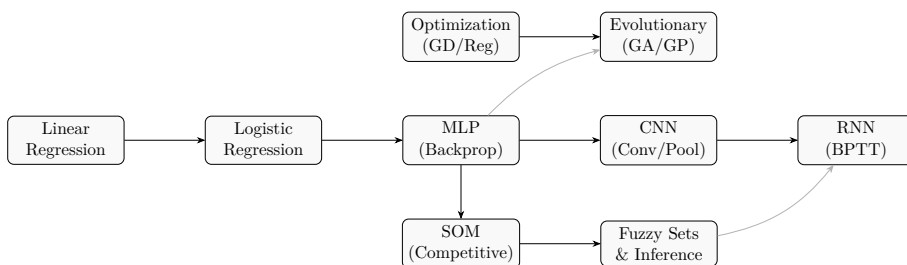 Optimization
(GD/Reg)
Evolutionary
(GA/GP)
Linear
Regression
Logistic
Regression
MLP
(Backprop)
CNN
(Conv/Pool)
RNN
(BPTT)
SOM
(Competitive)
Fuzzy Sets
& Inference